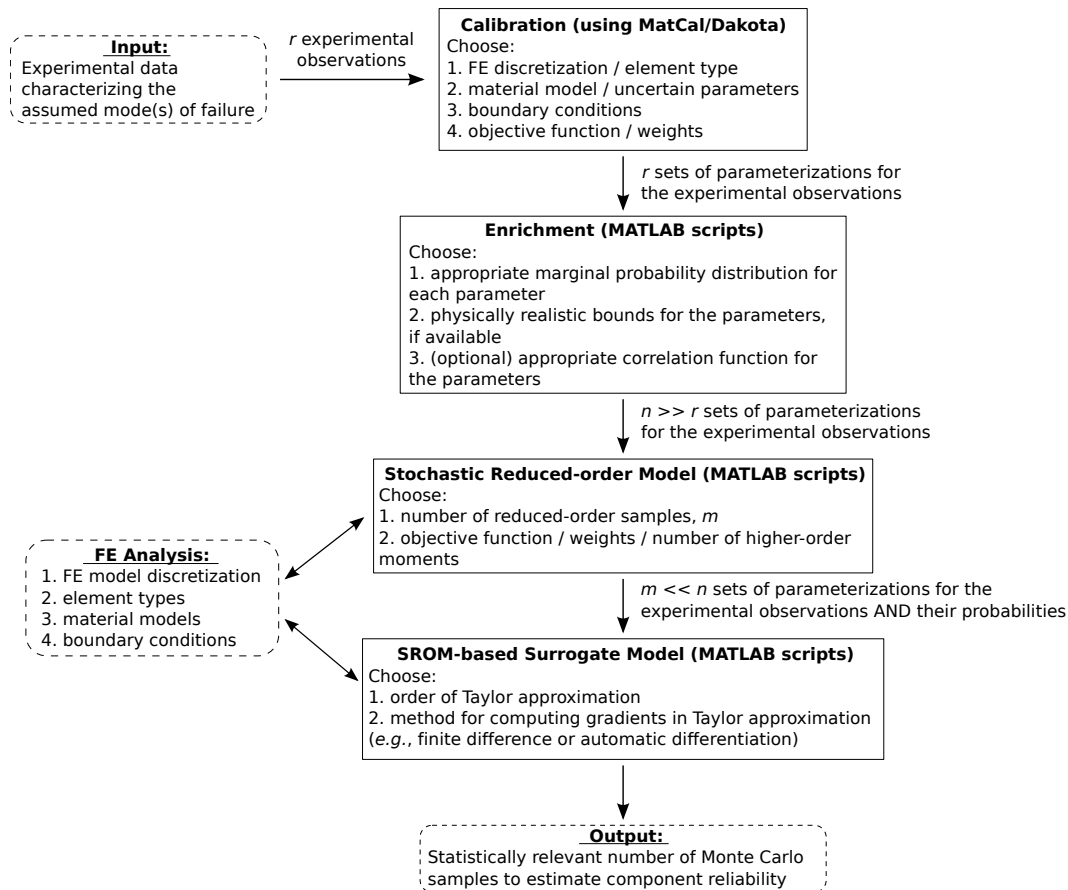 Input:
Experimental data
characterizing the
assumed mode(s) of failure
r experimental
observations
Calibration (using MatCal/Dakota)
Choose:
1. FE discretization / element type
2. material model / uncertain parameters
3. boundary conditions
4. objective function / weights
r sets of parameterizations for
the experimental observations
Enrichment (MATLAB scripts)
Choose:
1. appropriate marginal probability distribution for
each parameter
2. physically realistic bounds for the parameters,
if available
3. (optional) appropriate correlation function for
the parameters
n >> r sets of parameterizations
for the experimental observations
Stochastic Reduced-order Model (MATLAB scripts)
Choose:
1. number of reduced-order samples, m
2. objective function / weights / number of higher-order
moments
FE Analysis:
1. FE model discretization
2. element types
3. material models
4. boundary conditions
m << n sets of parameterizations for the
experimental observations AND their probabilities
SROM-based Surrogate Model (MATLAB scripts)
Choose:
1. order of Taylor approximation
2. method for computing gradients in Taylor approximation
(e.g., finite difference or automatic differentiation)
Output:
Statistically relevant number of Monte Carlo
samples to estimate component reliability